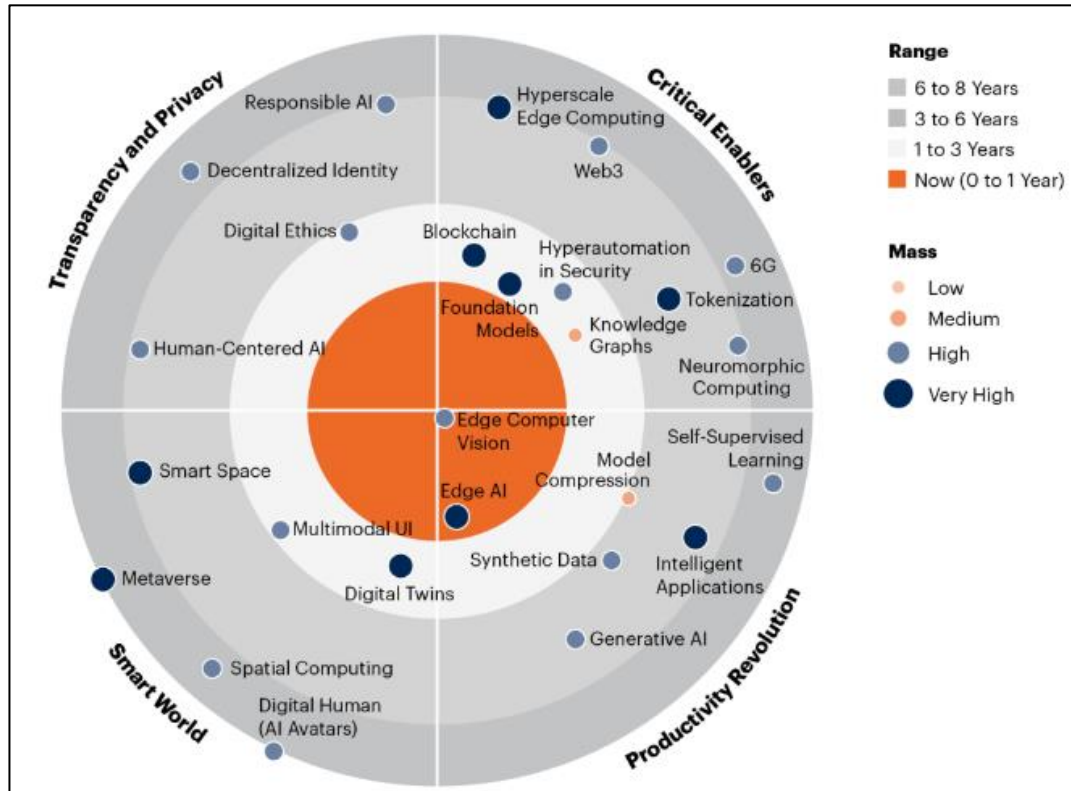 Transparency and Privacy
Critical Enablers
Responsible AI
Decentralized Identity
Digital Ethics
Human-Centered AI
Hyperscale
Edge Computing
Web3
Blockchain
Hyperautomation
in Security
6G
Foundation
Models
Tokenization
Knowledge
Graphs
Neuromorphic
Computing
Edge Computer
Vision
Self-Supervised
Learning
Model
Compression
Edge AI
Smart Space
Multimodal UI
Synthetic Data
Intelligent
Applications
Metaverse
Digital Twins
Generative AI
Spatial Computing
Digital Human
(AI Avatars)
Smart World
Productivity Revolution
Range
6 to 8 Years
3 to 6 Years
1 to 3 Years
Now (0 to 1 Year)
Mass
Low
Medium
High
Very High